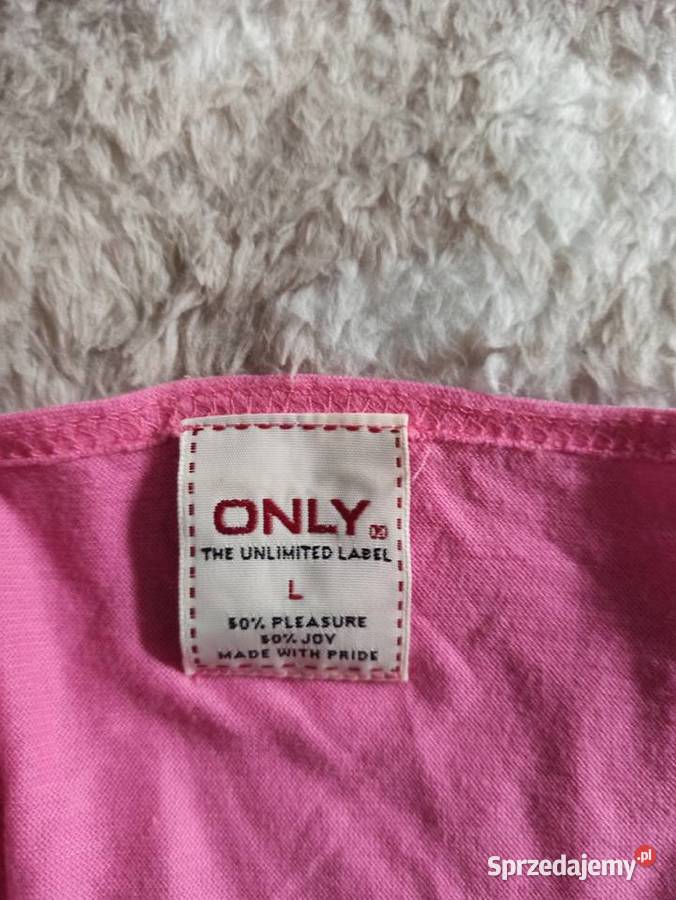 ONLY
THE UNLIMITED LABEL
L
50% PLEASURE
50% JOY
MADE WITH PRIDE
Sprzedajemy.pl